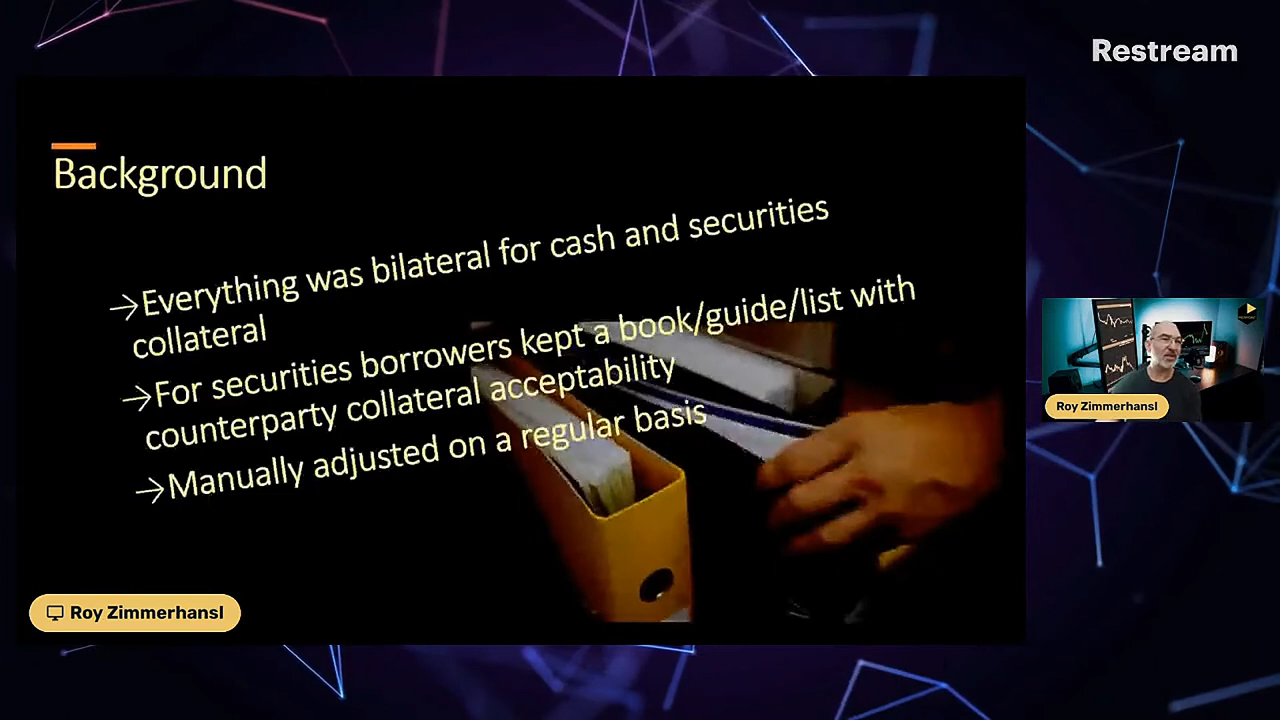 Restream
Background
→Everything was bilateral for cash and securities
collateral
→For securities borrowers kept a book/guide/list with
counterparty collateral acceptability
→Manually adjusted on a regular basis
Roy Zimmerhansl
Roy Zimmerhansl